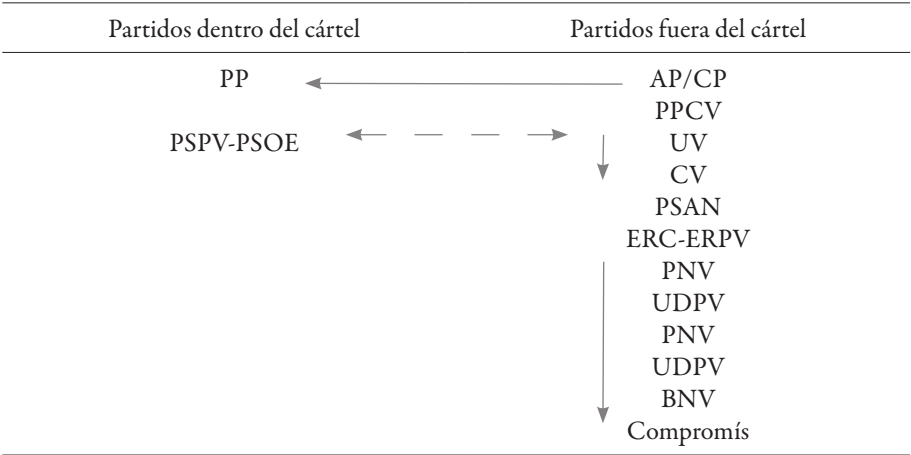 Partidos dentro del cártel Partidos fuera del cártel
PP AP/CP
PPCV
PSPV-PSOE UV
CV
PSAN
ERC-ERPV
PNV
UDPV
PNV
UDPV
BNV
Compromís